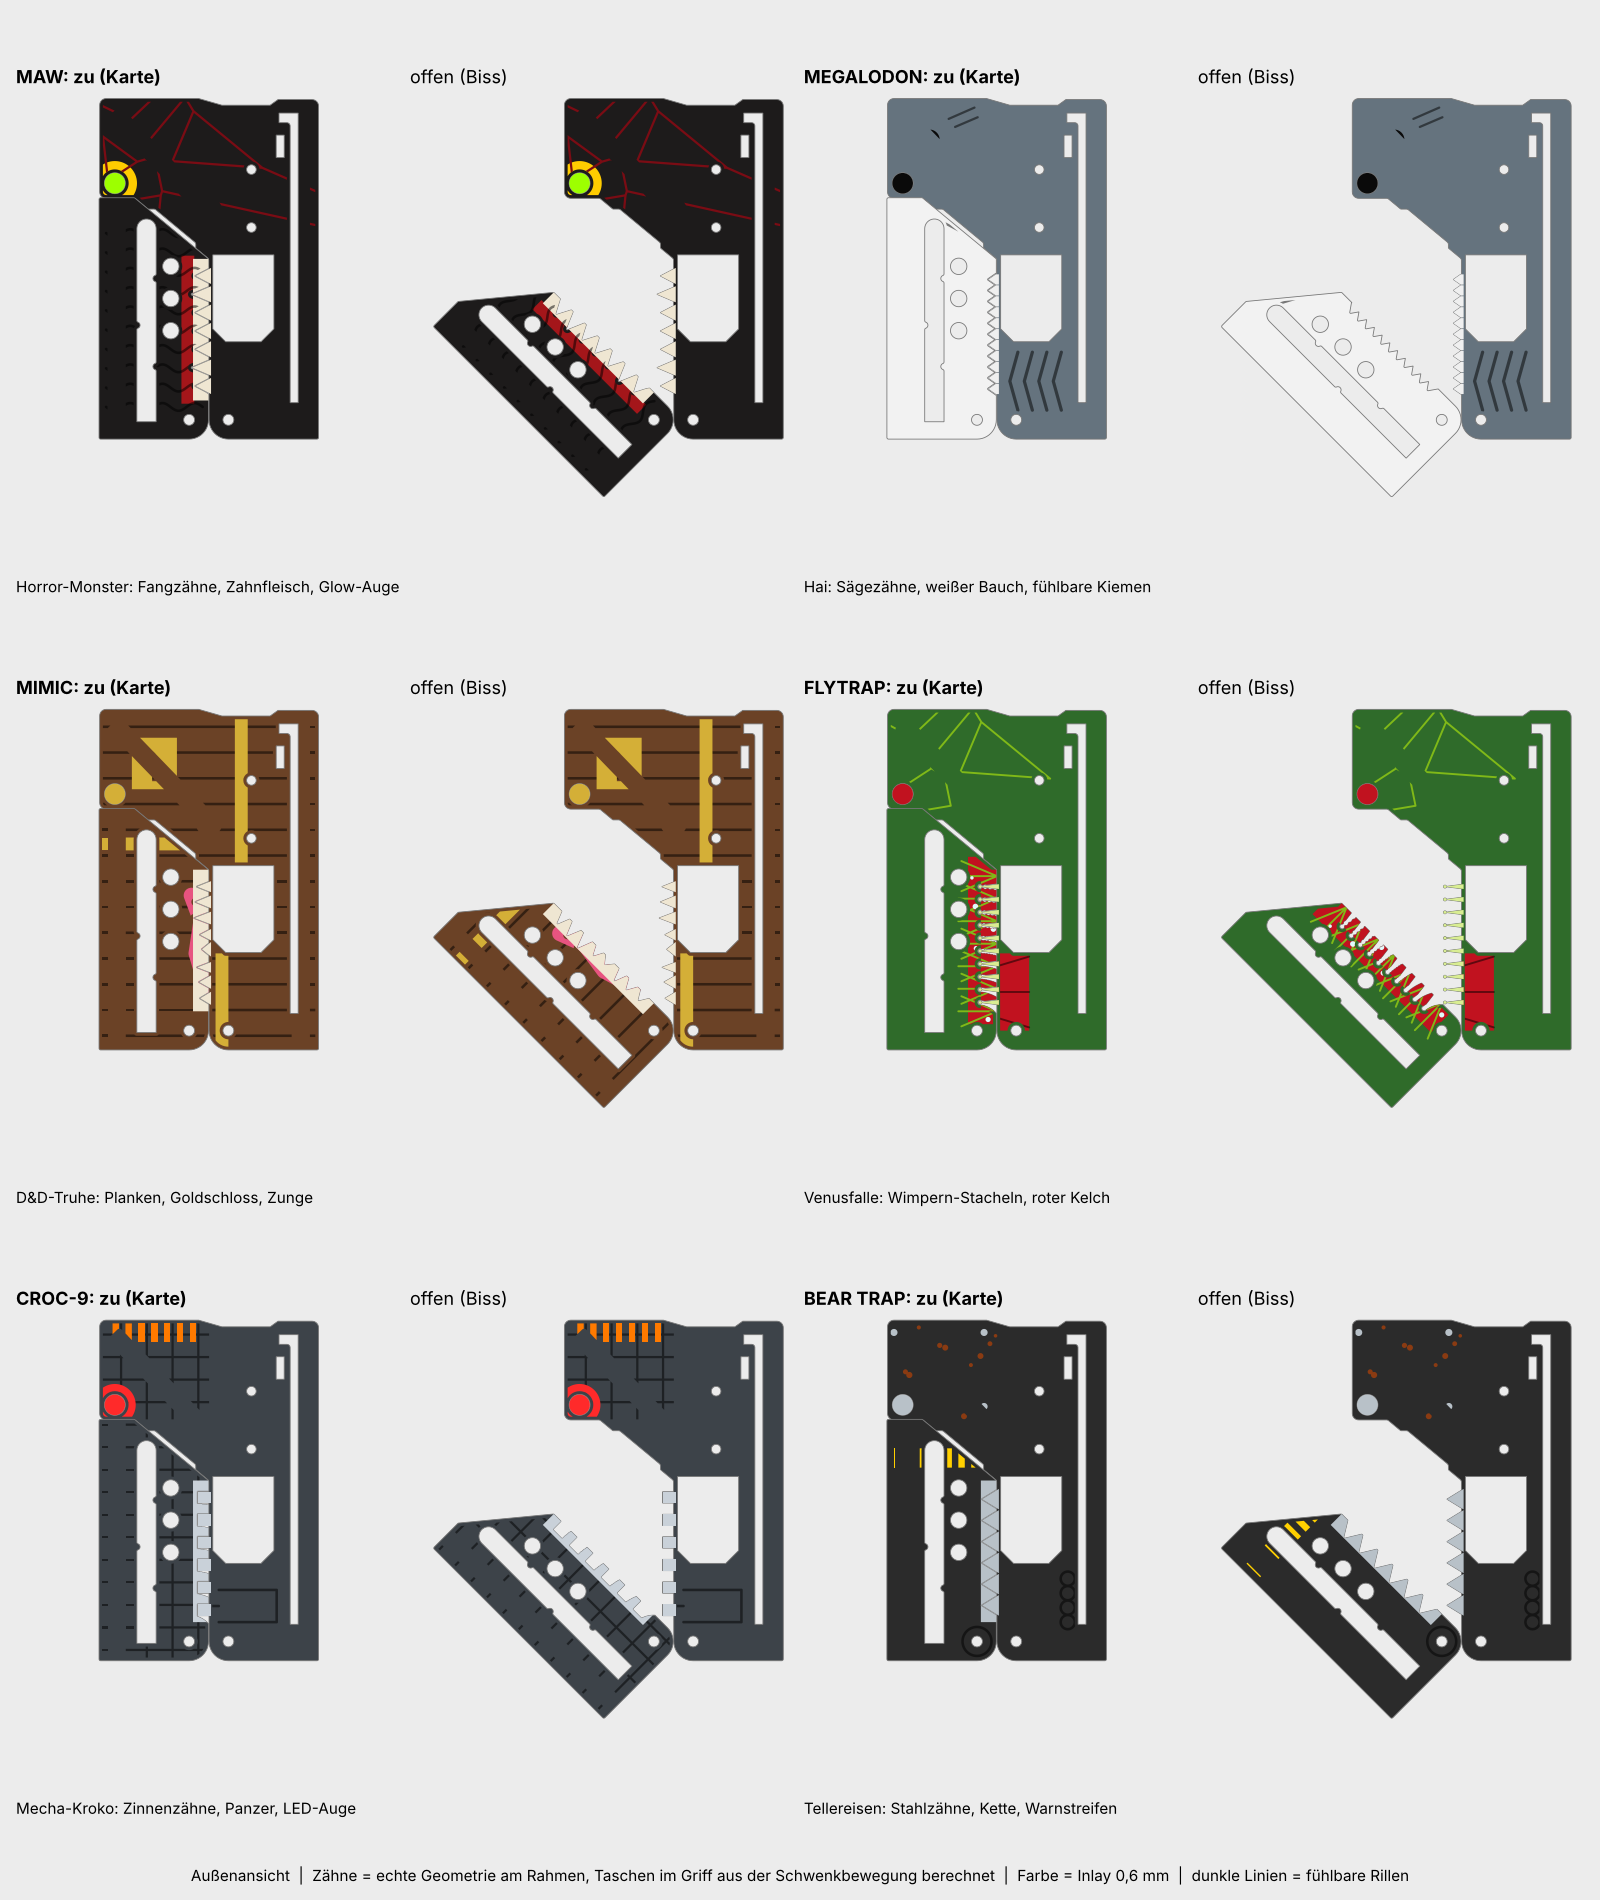 MAW: zu (Karte)
offen (Biss)
MEGALODON: zu (Karte)
offen (Biss)
Horror-Monster: Fangzähne, Zahnfleisch, Glow-Auge
Hai: Sägezähne, weißer Bauch, fühlbare Kiemen
MIMIC: zu (Karte)
offen (Biss)
FLYTRAP: zu (Karte)
offen (Biss)
D&D-Truhe: Planken, Goldschloss, Zunge
Venusfalle: Wimpern-Stacheln, roter Kelch
CROC-9: zu (Karte)
offen (Biss)
BEAR TRAP: zu (Karte)
offen (Biss)
Mecha-Kroko: Zinnenzähne, Panzer, LED-Auge
Tellereisen: Stahlzähne, Kette, Warnstreifen
Außenansicht | Zähne = echte Geometrie am Rahmen, Taschen im Griff aus der Schwenkbewegung berechnet | Farbe = Inlay 0,6 mm | dunkle Linien = fühlbare Rillen